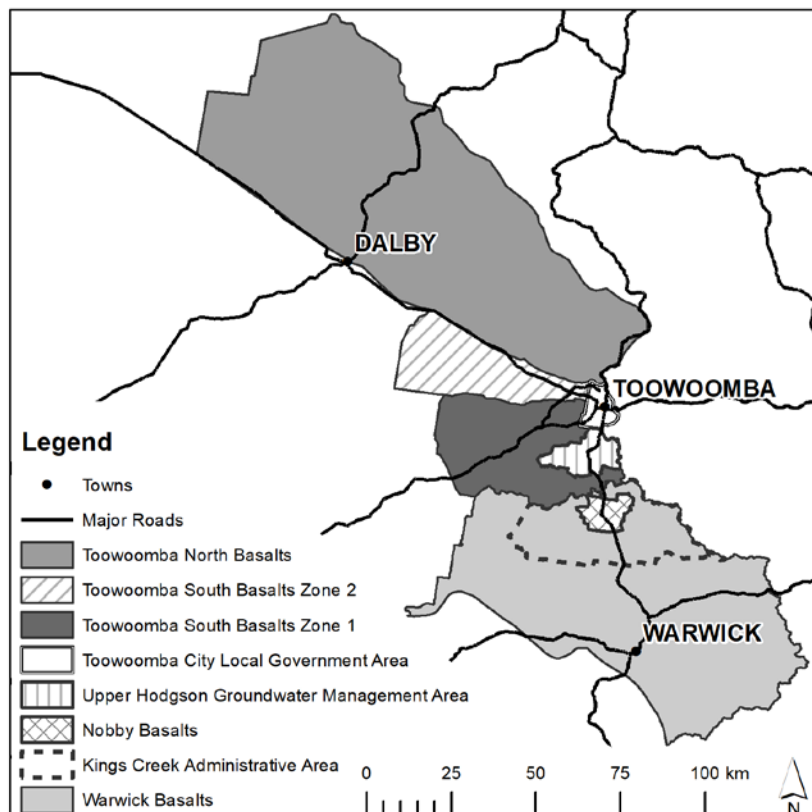 DALBY
TOOWOOMBA
Legend
Towns
Major Roads
Toowoomba North Basalts
Toowoomba South Basalts Zone 2
Toowoomba South Basalts Zone 1
Toowoomba City Local Government Area
Upper Hodgson Groundwater Management Area
Nobby Basalts
Kings Creek Administrative Area
Warwick Basalts
WARWICK
0 25 50 75 100 km
N